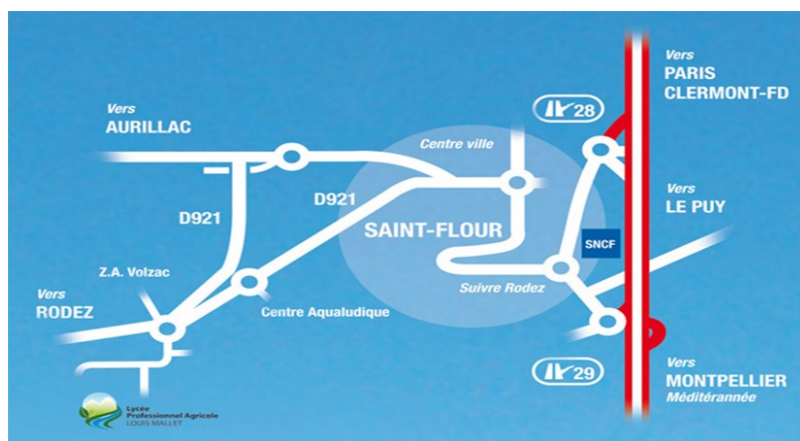 Vers
PARIS
CLERMONT-FD
28
Vers
AURILLAC
Centre ville
D921
D921
Vers
LE PUY
SAINT-FLOUR
SNCF
Z.A. Volzac
Suivre Rodez
Vers
RODEZ
Centre Aqualudique
29
Vers
MONTPELLIER
Méditérannée
Lycée
Professionnel Agricole
LOUIS MALLET